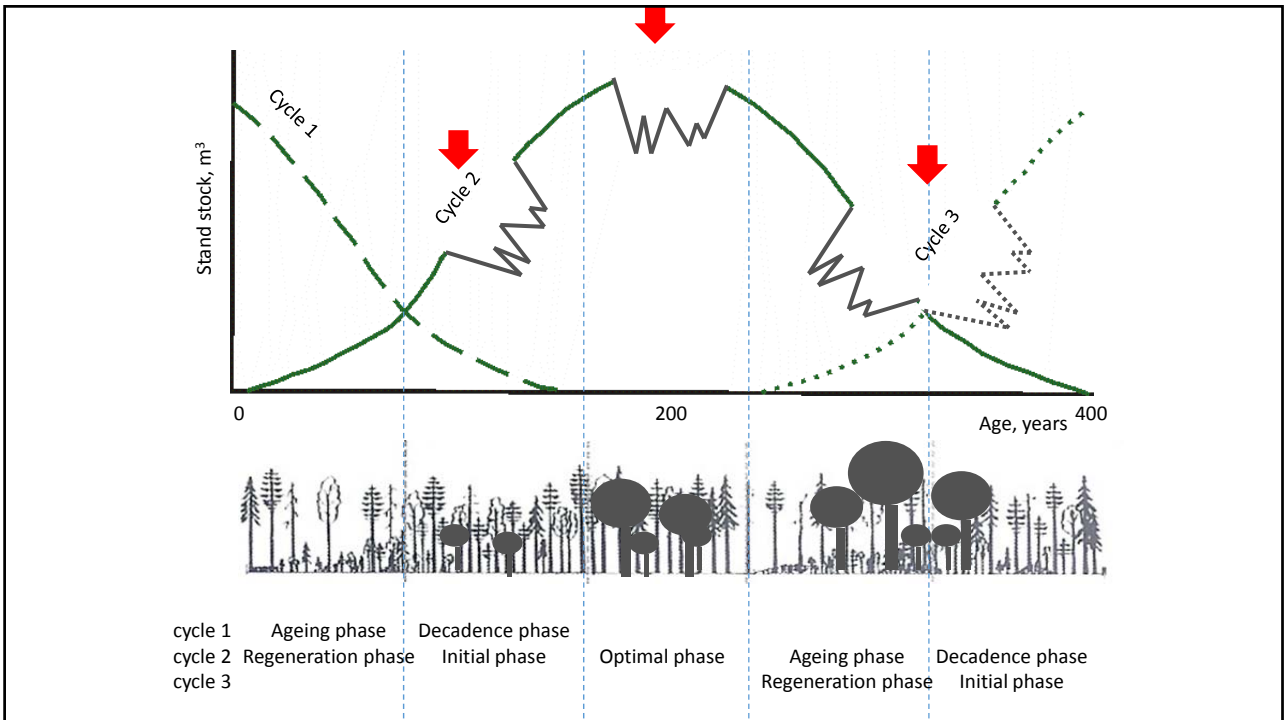 Cycle 1
Cycle 2
Cycle 3
Stand stock, m³
0
200
400
Age, years
cycle 1 Ageing phase Decadence phase
cycle 2 Regeneration phase Initial phase Optimal phase Ageing phase Decadence phase
cycle 3 Regeneration phase Initial phase